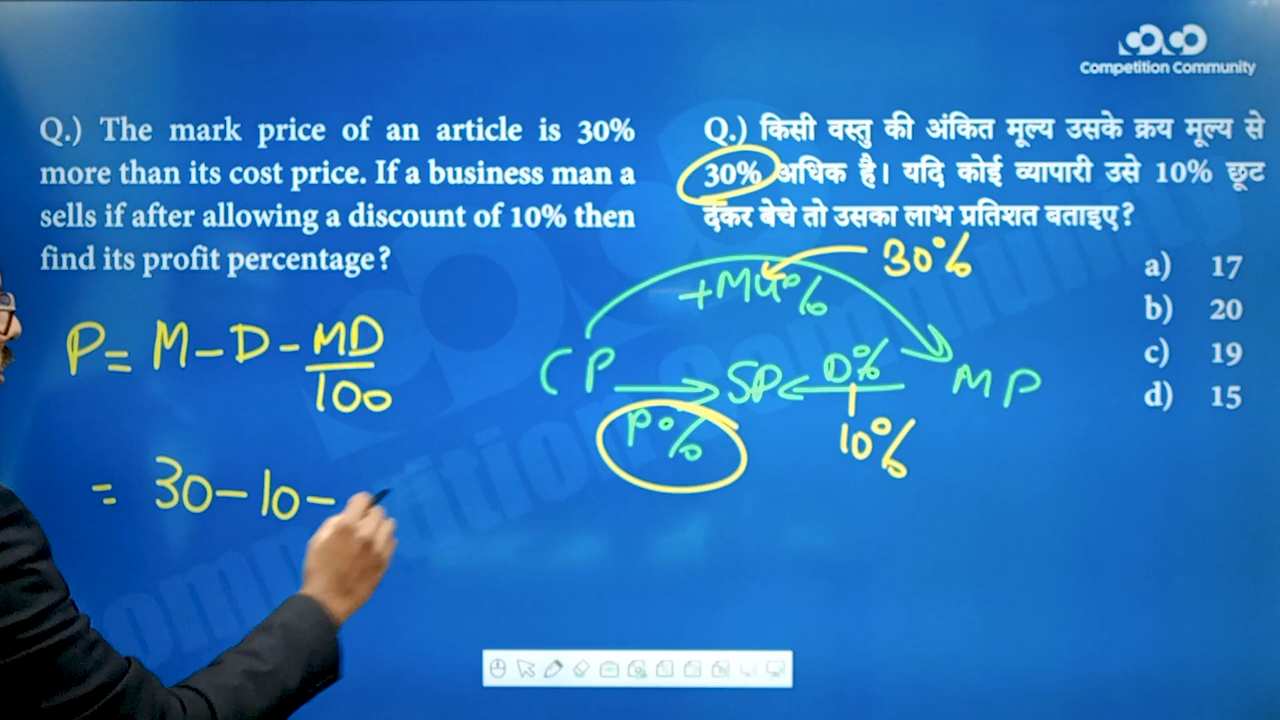 Competition Community
Q.) The mark price of an article is 30%
more than its cost price. If a business man a
sells if after allowing a discount of 10% then
find its profit percentage?
Q.) किसी वस्तु की अंकित मूल्य उसके क्रय मूल्य से
30% अधिक है। यदि कोई व्यापारी उसे 10% छूट
देकर बेचे तो उसका लाभ प्रतिशत बताइए?
a) 17
b) 20
c) 19
d) 15
P = M - D - MD/100
= 30 - 10 -
30%
+MU%
CP
SP
D%
MP
P%
10%
Competition Community